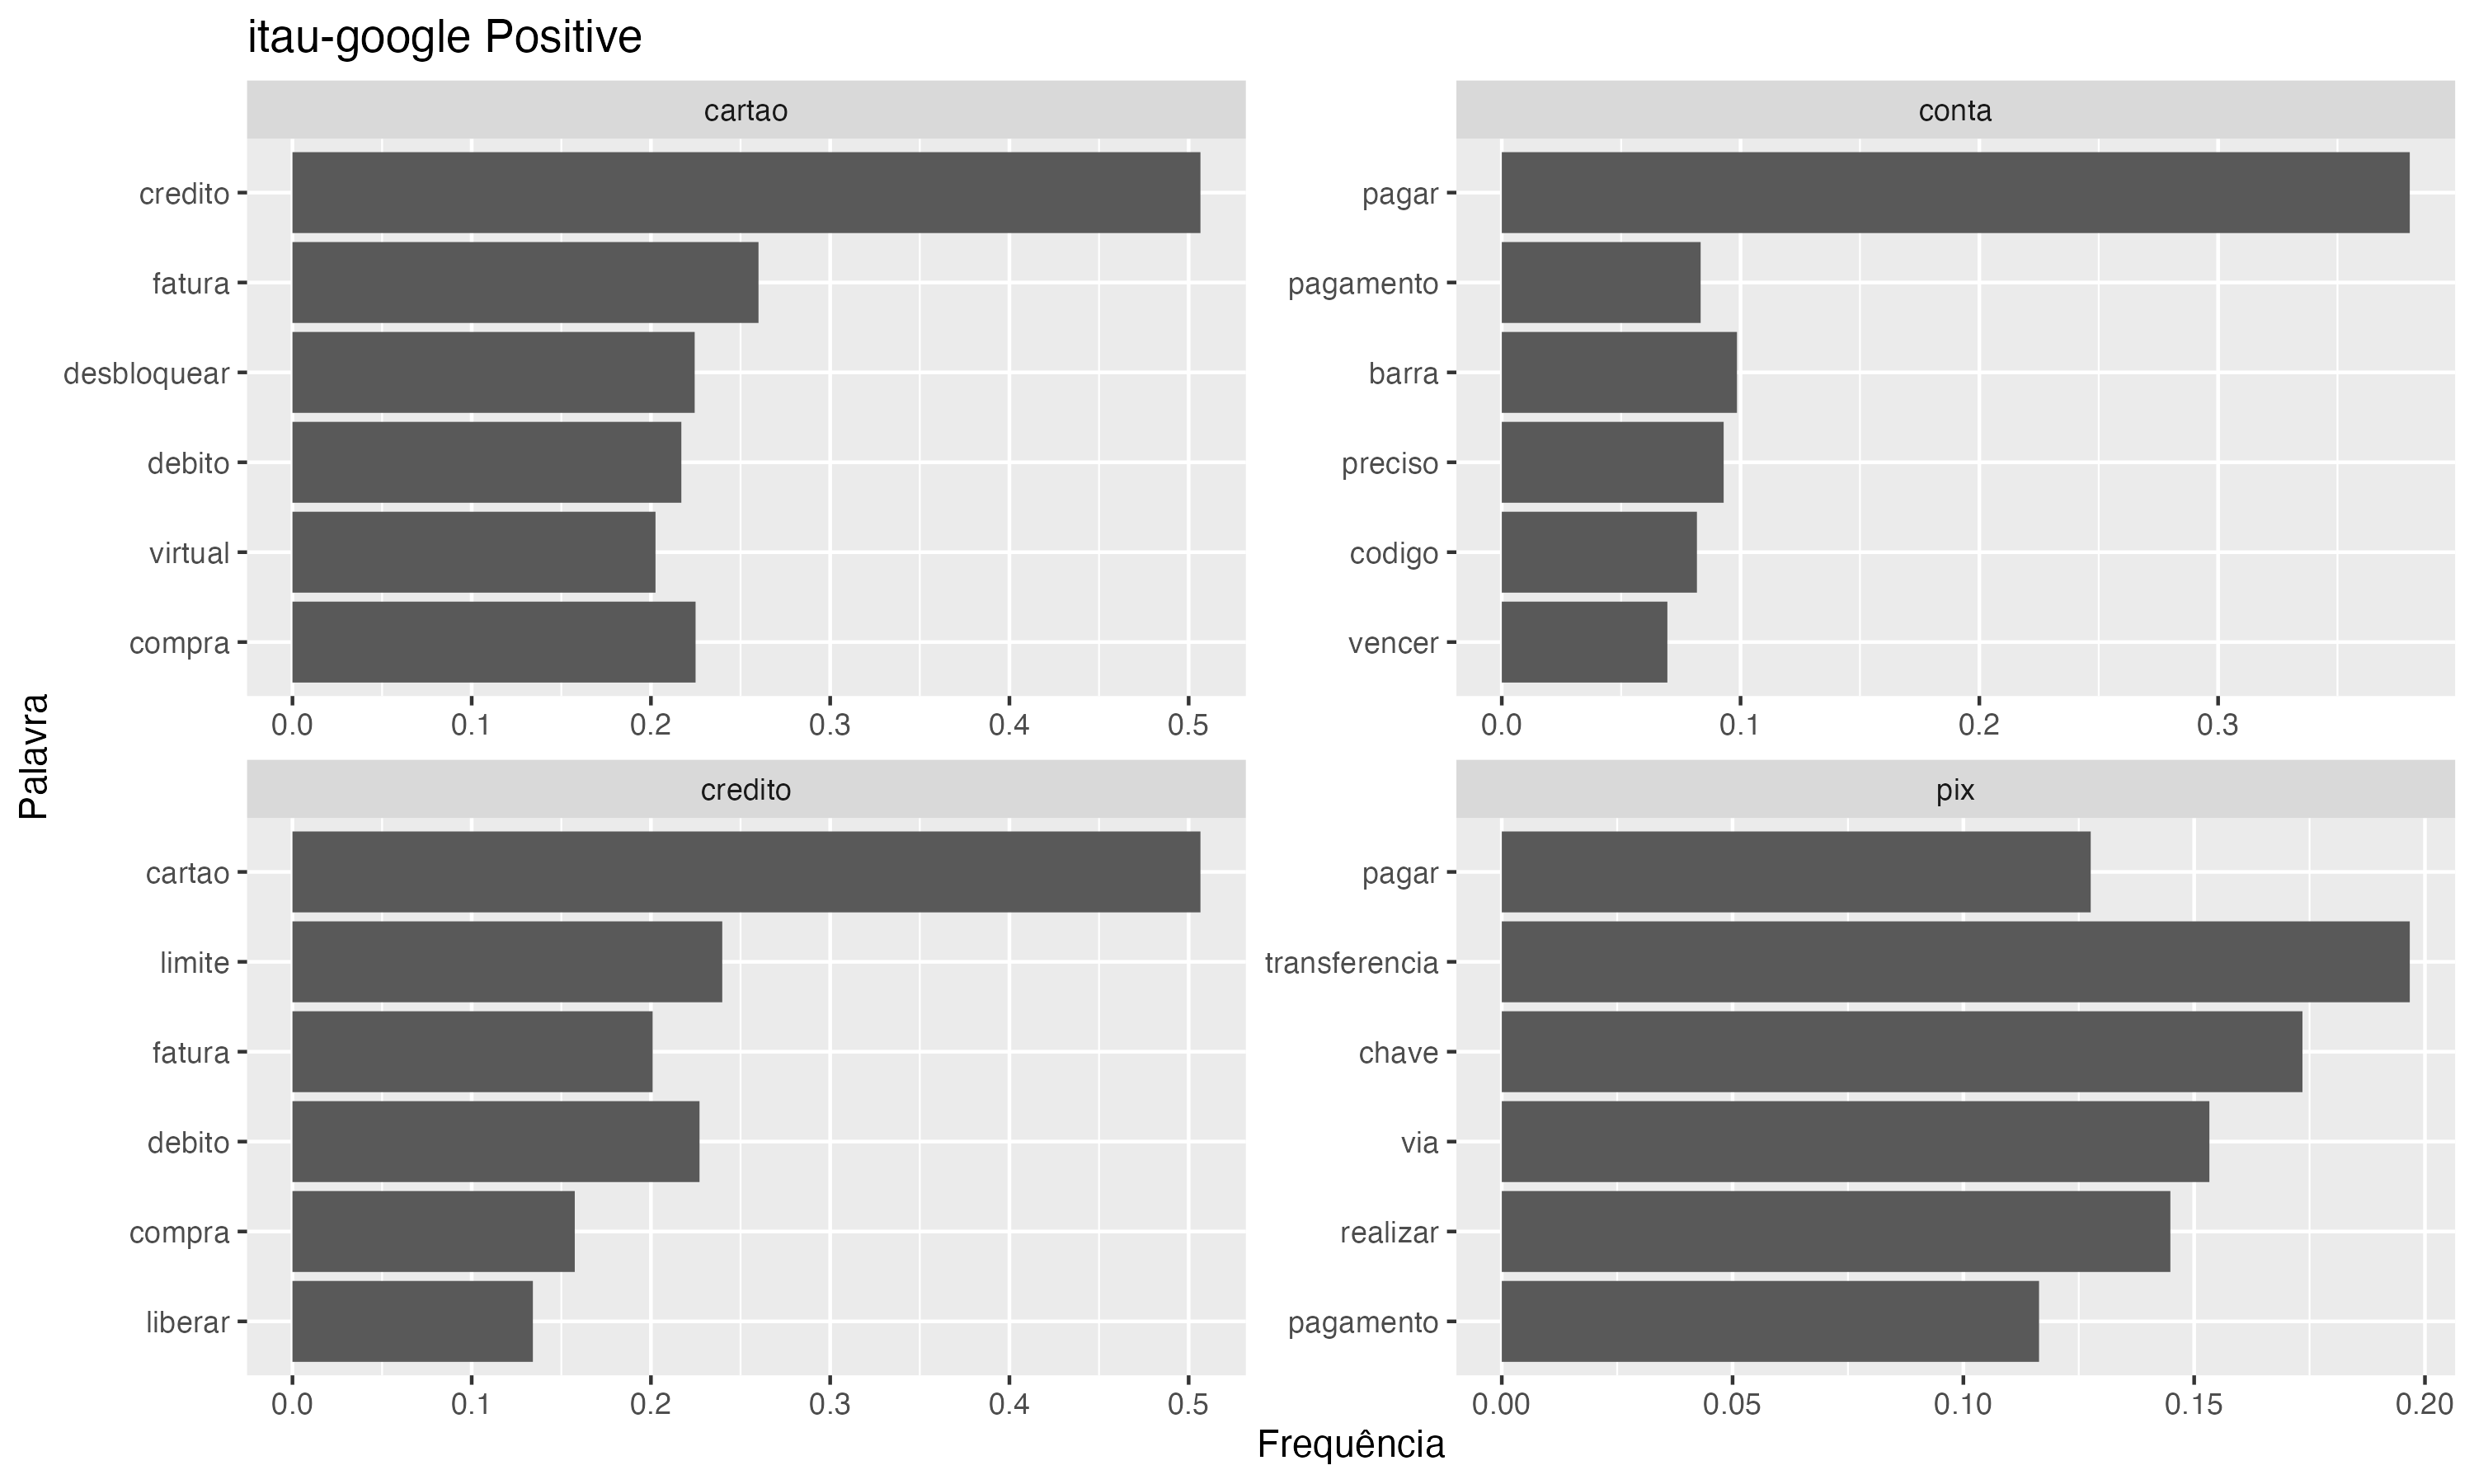 itau-google Positive
cartao
credito
fatura
desbloquear
debito
virtual
compra
0.0 0.1 0.2 0.3 0.4 0.5
conta
pagar
pagamento
barra
preciso
codigo
vencer
0.0 0.1 0.2 0.3
credito
cartao
limite
fatura
debito
compra
liberar
0.0 0.1 0.2 0.3 0.4 0.5
pix
pagar
transferencia
chave
via
realizar
pagamento
0.00 0.05 0.10 0.15 0.20
Palavra
Frequência